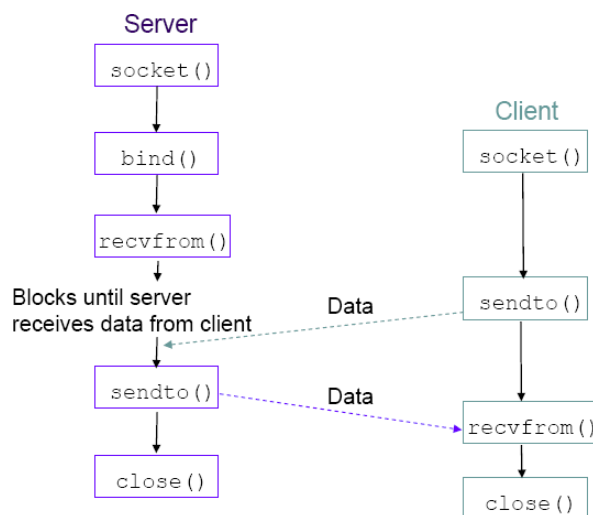 Server
socket()
bind()
recvfrom()
Blocks until server
receives data from client
sendto()
close()
Client
socket()
sendto()
recvfrom()
close()
Data
Data